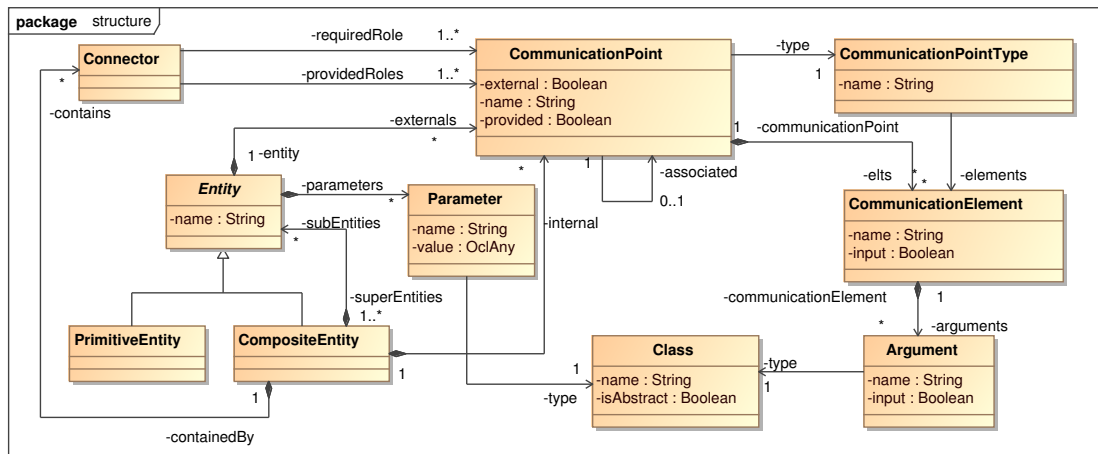 package structure
-requiredRole 1..*
-providedRoles 1..*
Connector
*
-contains
CommunicationPoint
-external : Boolean
-name : String
-provided : Boolean
-type
1
CommunicationPointType
-name : String
-externals
*
1
-entity
1
-communicationPoint
-elts
*
*
-elements
1
-associated
0..1
*
-internal
Entity
-name : String
-parameters
*
-subEntities
*
Parameter
-name : String
-value : OclAny
CommunicationElement
-name : String
-input : Boolean
-superEntities
1..*
-communicationElement
1
*
-arguments
PrimitiveEntity
CompositeEntity
1
1
-containedBy
1
-type
Class
-name : String
-isAbstract : Boolean
-type
1
Argument
-name : String
-input : Boolean